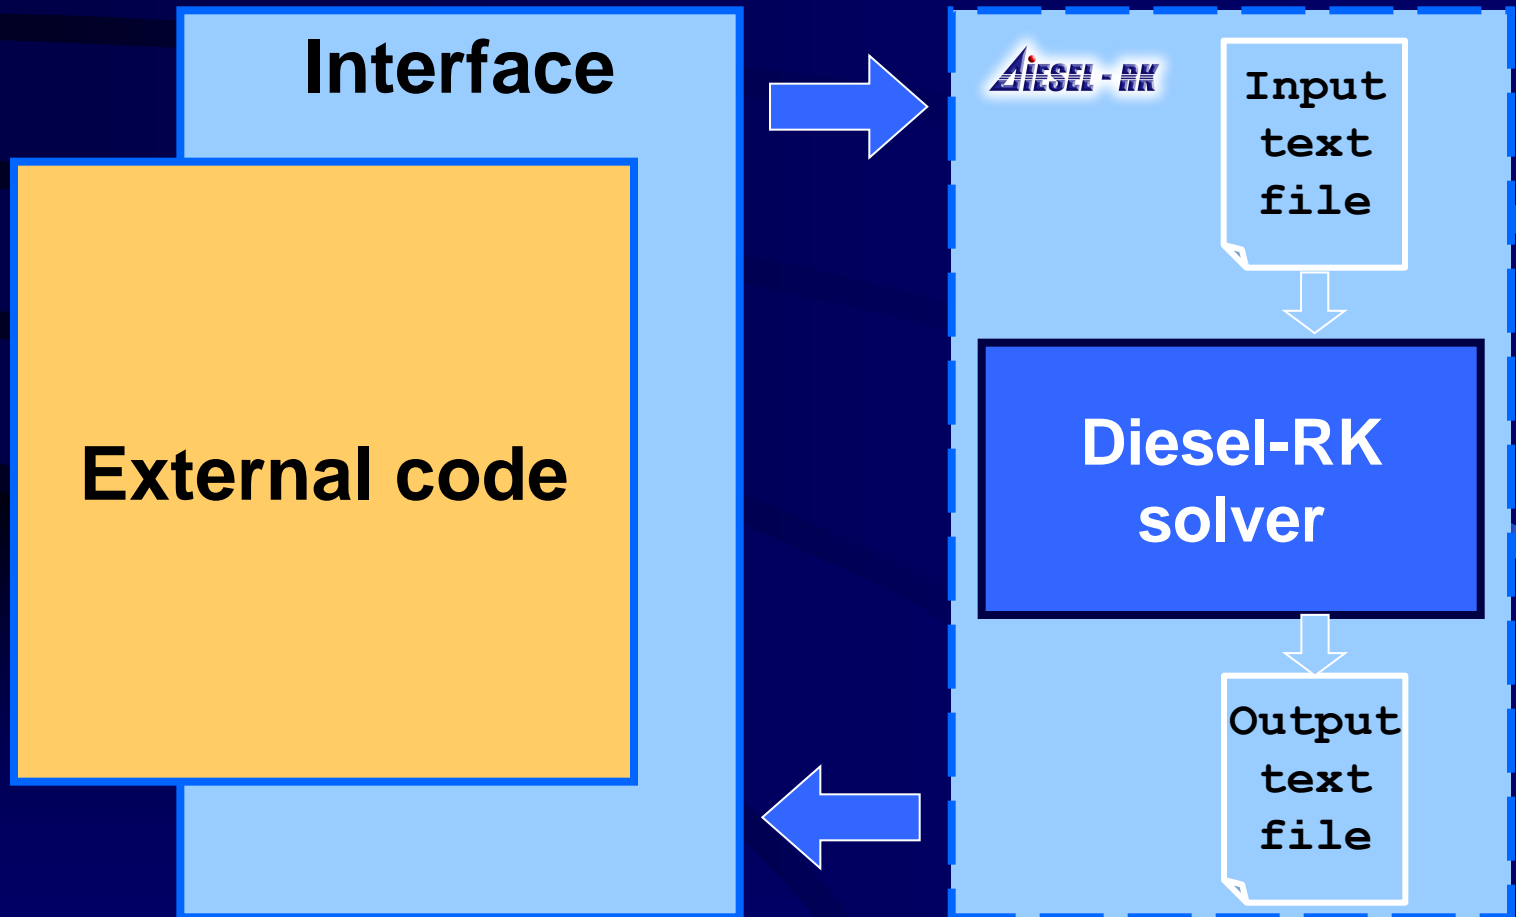 Interface
External code
DIESEL - RK
Input
text
file
Diesel-RK
solver
Output
text
file